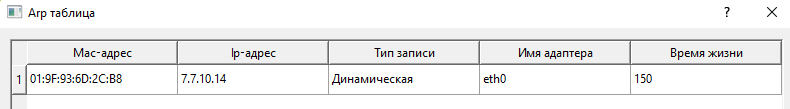 Arp таблица
Mac-адрес Ip-адрес Тип записи Имя адаптера Время жизни
1 01:9F:93:6D:2C:B8 7.7.10.14 Динамическая eth0 150